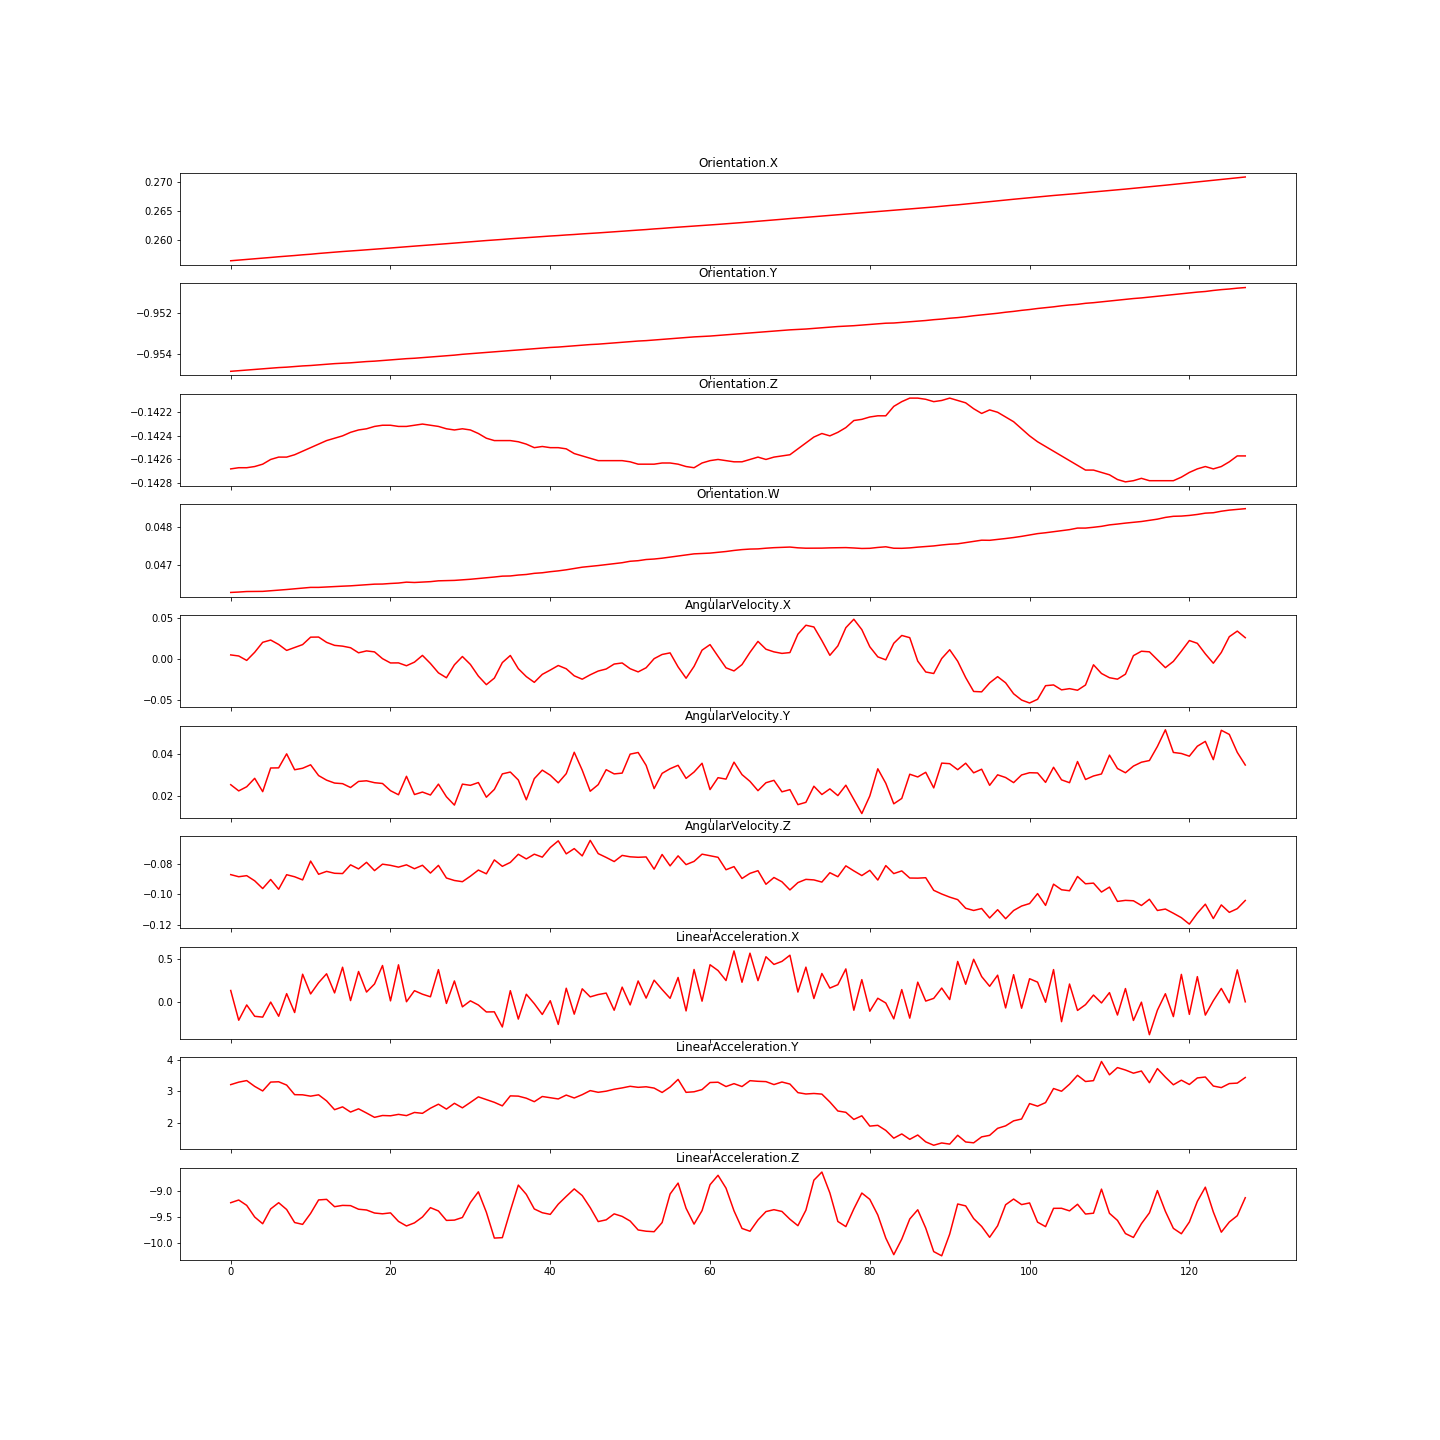 Orientation.X
0.270
0.265
0.260
Orientation.Y
−0.952
−0.954
Orientation.Z
−0.1422
−0.1424
−0.1426
−0.1428
Orientation.W
0.048
0.047
AngularVelocity.X
0.05
0.00
−0.05
AngularVelocity.Y
0.04
0.02
AngularVelocity.Z
−0.08
−0.10
−0.12
LinearAcceleration.X
0.5
0.0
LinearAcceleration.Y
4
3
2
LinearAcceleration.Z
−9.0
−9.5
−10.0
0 20 40 60 80 100 120